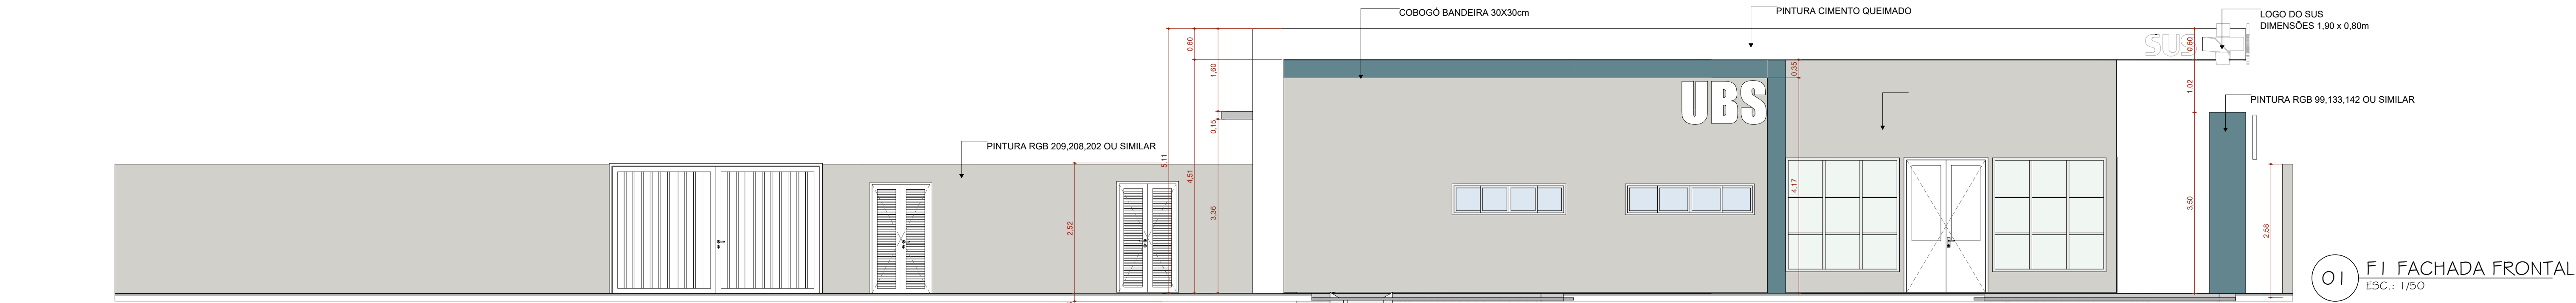 COBOGÓ BANDEIRA 30X30cm
PINTURA CIMENTO QUEIMADO
LOGO DO SUS
DIMENSÕES 1,90 x 0,80m
SUS
0,60
1,60
0,60
0,35
1,02
UBS
PINTURA RGB 99,133,142 OU SIMILAR
0,15
PINTURA RGB 209,208,202 OU SIMILAR
5,11
4,51
4,17
3,36
3,50
2,52
2,58
01
F1 FACHADA FRONTAL
ESC.: 1/50